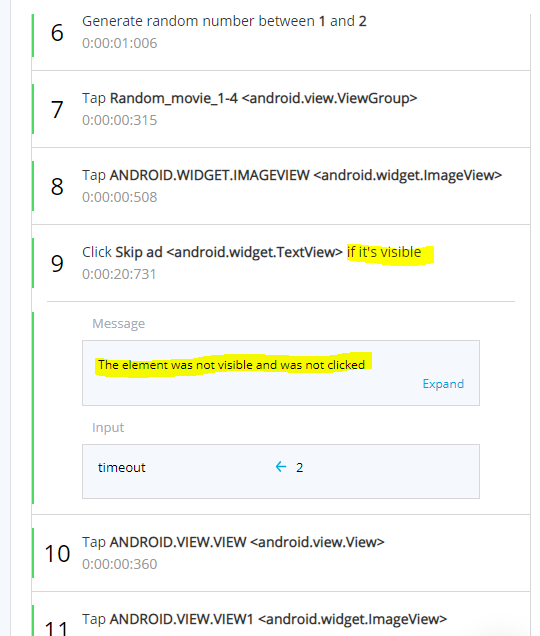 6
Generate random number between 1 and 2
0:00:01:006
7
Tap Random_movie_1-4 <android.view.ViewGroup>
0:00:00:315
8
Tap ANDROID.WIDGET.IMAGEVIEW <android.widget.ImageView>
0:00:00:508
9
Click Skip ad <android.widget.TextView> if it's visible
0:00:20:731
Message
The element was not visible and was not clicked
Expand
Input
timeout ← 2
10
Tap ANDROID.VIEW.VIEW <android.view.View>
0:00:00:360
11
Tap ANDROID.VIEW.VIEW1 <android.widget.ImageView>